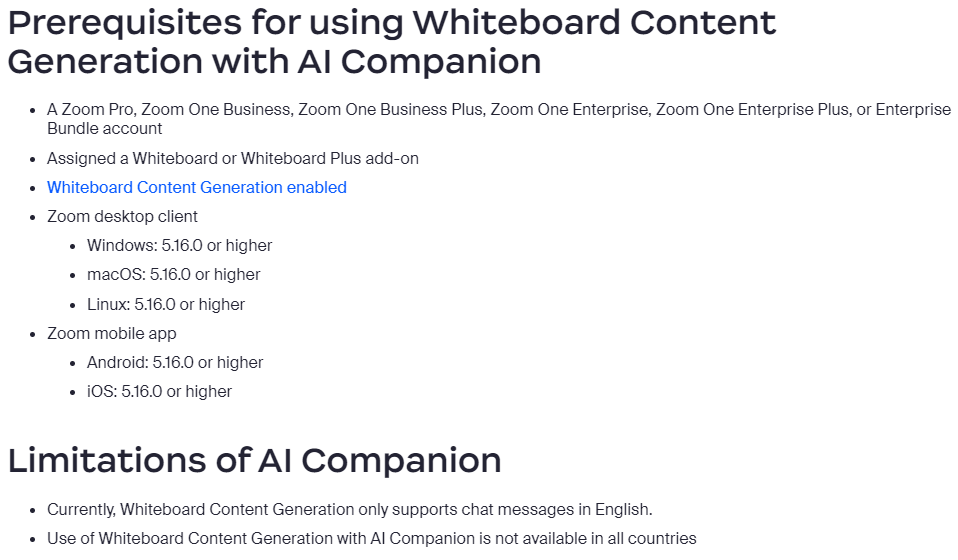 Prerequisites for using Whiteboard Content
Generation with AI Companion
• A Zoom Pro, Zoom One Business, Zoom One Business Plus, Zoom One Enterprise, Zoom One Enterprise Plus, or Enterprise
Bundle account
• Assigned a Whiteboard or Whiteboard Plus add-on
• Whiteboard Content Generation enabled
• Zoom desktop client
• Windows: 5.16.0 or higher
• macOS: 5.16.0 or higher
• Linux: 5.16.0 or higher
• Zoom mobile app
• Android: 5.16.0 or higher
• iOS: 5.16.0 or higher
Limitations of AI Companion
• Currently, Whiteboard Content Generation only supports chat messages in English.
• Use of Whiteboard Content Generation with AI Companion is not available in all countries